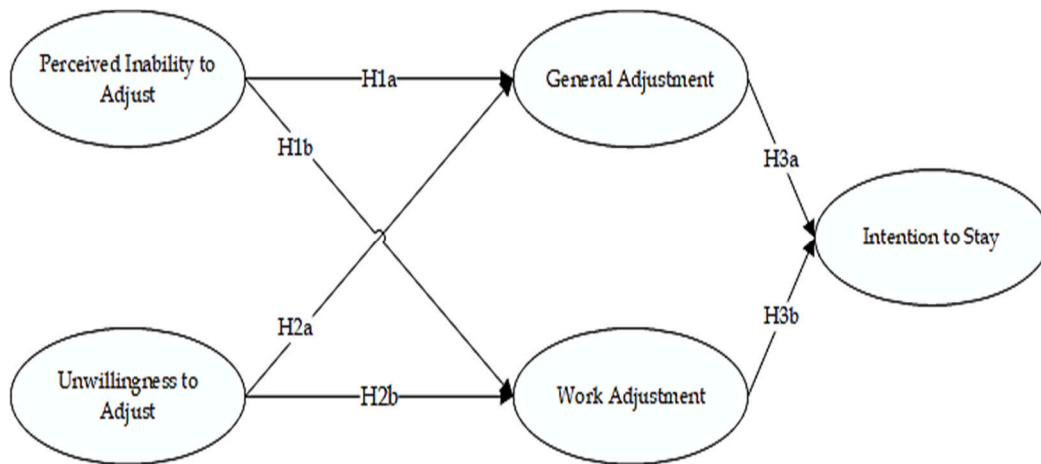 Perceived Inability to
Adjust
H1a
General Adjustment
H1b
H3a
Intention to Stay
H2a
H3b
Unwillingness to
Adjust
H2b
Work Adjustment